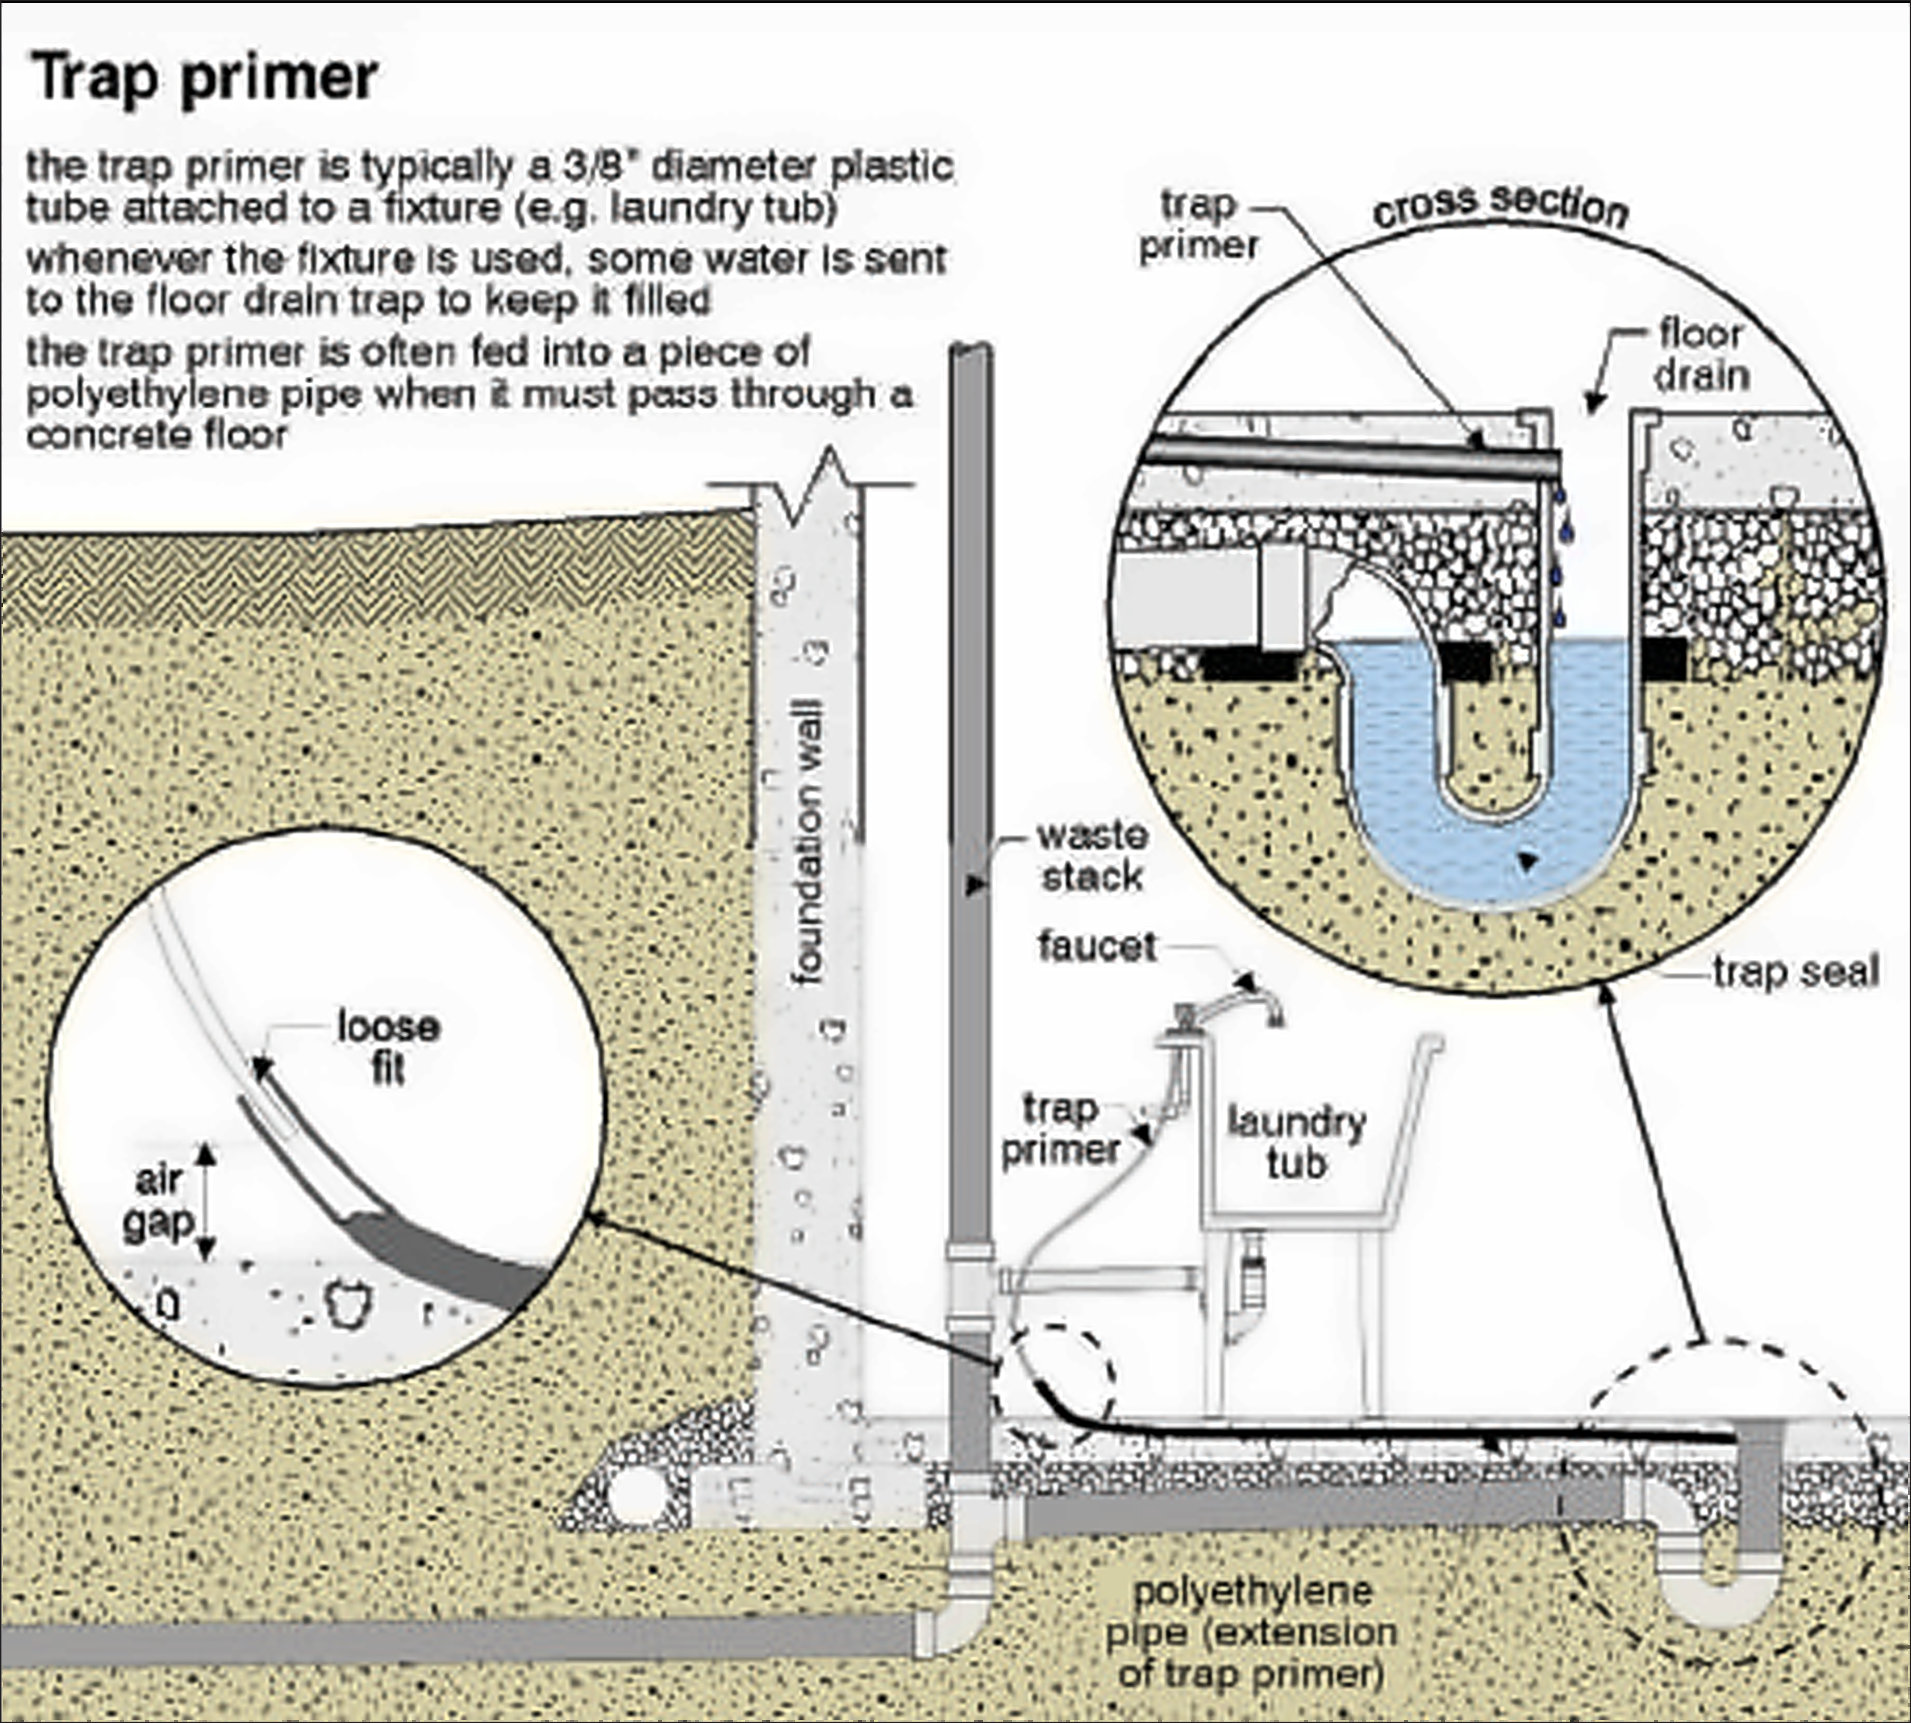 Trap primer
the trap primer is typically a 3/8" diameter plastic
tube attached to a fixture (e.g. laundry tub)
whenever the fixture is used, some water is sent
to the floor drain trap to keep it filled
the trap primer is often fed into a piece of
polyethylene pipe when it must pass through a
concrete floor
cross section
trap
primer
floor
drain
trap seal
foundation wall
waste
stack
faucet
trap
primer
laundry
tub
loose
fit
air
gap
polyethylene
pipe (extension
of trap primer)